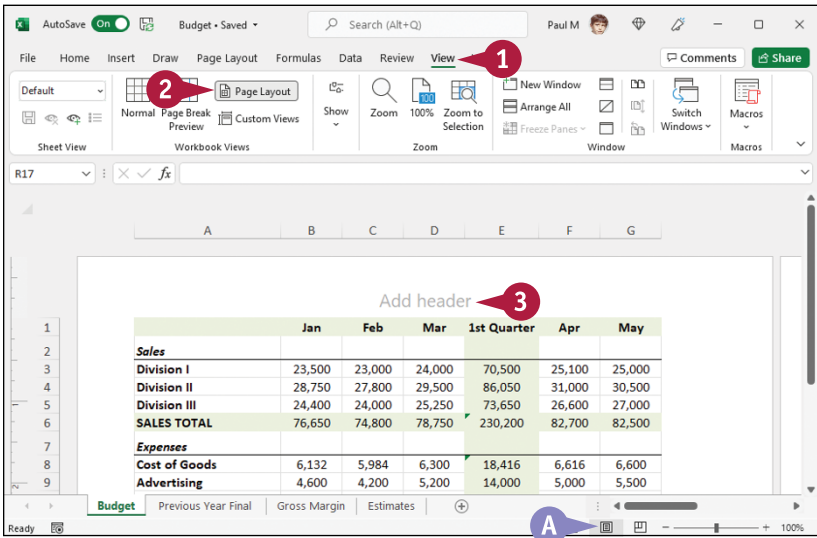 AutoSave On Budget • Saved Search (Alt+Q) Paul M
File Home Insert Draw Page Layout Formulas Data Review View 1 Comments Share
Default 2 Page Layout New Window
Normal Page Break Preview Custom Views Show Zoom 100% Zoom to Selection Arrange All Switch Windows Macros
100
Freeze Panes
Sheet View Workbook Views Zoom Window Macros
R17 fx
A B C D E F G
Add header 3
1 Jan Feb Mar 1st Quarter Apr May
2 Sales
3 Division I 23,500 23,000 24,000 70,500 25,100 25,000
4 Division II 28,750 27,800 29,500 86,050 31,000 30,500
5 Division III 24,400 24,000 25,250 73,650 26,600 27,000
6 SALES TOTAL 76,650 74,800 78,750 230,200 82,700 82,500
7 Expenses
8 Cost of Goods 6,132 5,984 6,300 18,416 6,616 6,600
9 Advertising 4,600 4,200 5,200 14,000 5,000 5,500
Budget Previous Year Final Gross Margin Estimates
Ready A 100%